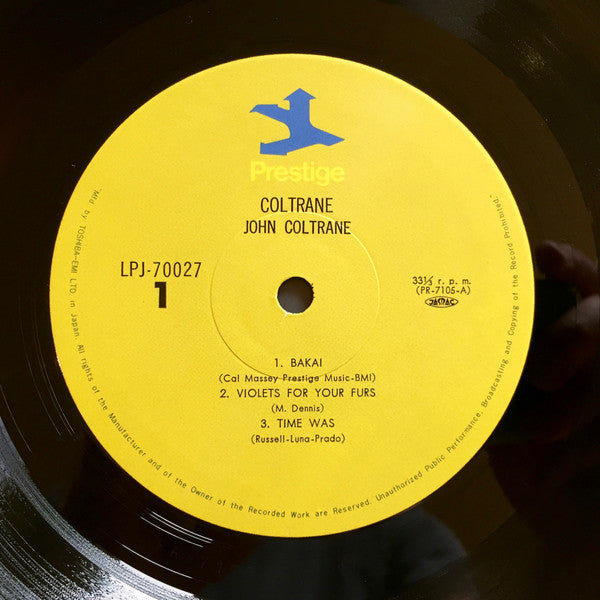 Prestige
COLTRANE
JOHN COLTRANE
LPJ-70027
1
33⅓ r. p. m.
(PR-7105-A)
JASRAC
1. BAKAI
(Cal Massey Prestige Music-BMI)
2. VIOLETS FOR YOUR FURS
(M. Dennis)
3. TIME WAS
(Russell-Luna-Prado)
"Mfd by TOSHIBA-EMI LTD in Japan. All rights of the Manufacturer and of the Owner of the Recorded Work are Reserved. Unauthorized Public Performance, Broadcasting and Copying of the Record Prohibited."